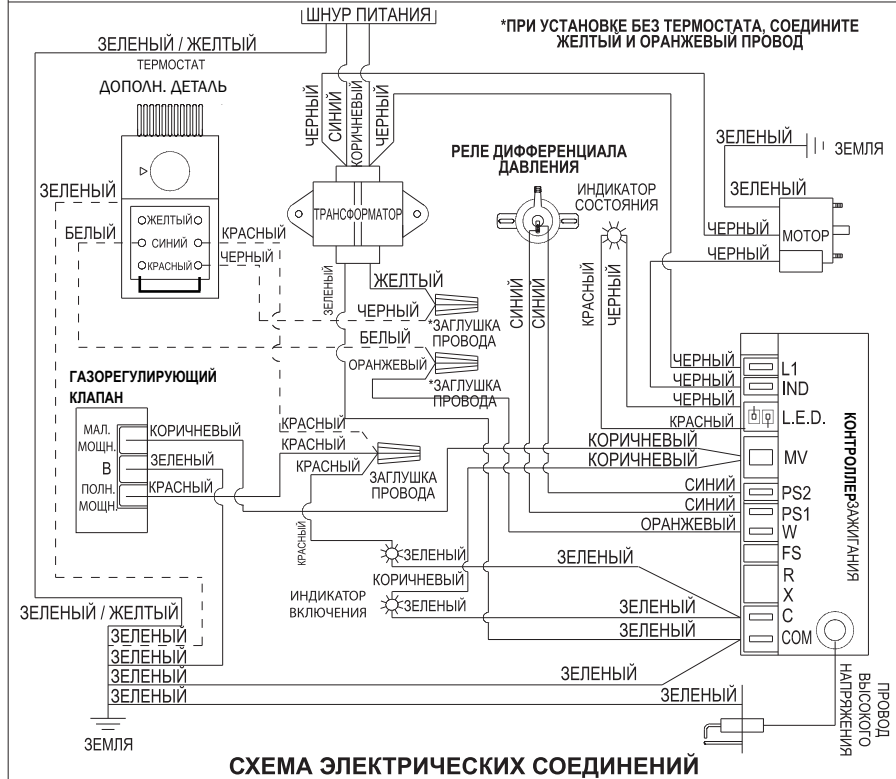 ШНУР ПИТАНИЯ
*ПРИ УСТАНОВКЕ БЕЗ ТЕРМОСТАТА, СОЕДИНИТЕ
ЖЕЛТЫЙ И ОРАНЖЕВЫЙ ПРОВОД
ЗЕЛЕНЫЙ / ЖЕЛТЫЙ
ТЕРМОСТАТ
ДОПОЛН. ДЕТАЛЬ
ЧЕРНЫЙ
СИНИЙ
КОРИЧНЕВЫЙ
ЧЕРНЫЙ
РЕЛЕ ДИФФЕРЕНЦИАЛА
ДАВЛЕНИЯ
ИНДИКАТОР
СОСТОЯНИЯ
ЗЕЛЕНЫЙ
ЗЕМЛЯ
ЗЕЛЕНЫЙ
ЧЕРНЫЙ
МОТОР
ЧЕРНЫЙ
ЗЕЛЕНЫЙ
БЕЛЫЙ
ЖЕЛТЫЙ
СИНИЙ
КРАСНЫЙ
КРАСНЫЙ
ЧЕРНЫЙ
ТРАНСФОРМАТОР
ЗЕЛЕНЫЙ
ЖЕЛТЫЙ
ЧЕРНЫЙ
*ЗАГЛУШКА
ПРОВОДА
БЕЛЫЙ
ОРАНЖЕВЫЙ
*ЗАГЛУШКА
ПРОВОДА
СИНИЙ
СИНИЙ
КРАСНЫЙ
ЧЕРНЫЙ
ГАЗОРЕГУЛИРУЮЩИЙ
КЛАПАН
МАЛ.
МОЩН.
В
ПОЛН.
МОЩН.
КОРИЧНЕВЫЙ
ЗЕЛЕНЫЙ
КРАСНЫЙ
КРАСНЫЙ
КРАСНЫЙ
КРАСНЫЙ
ЗАГЛУШКА
ПРОВОДА
КРАСНЫЙ
ЧЕРНЫЙ
L1
ЧЕРНЫЙ
IND
ЧЕРНЫЙ
КРАСНЫЙ
L.E.D.
КОРИЧНЕВЫЙ
КОРИЧНЕВЫЙ
MV
СИНИЙ
PS2
СИНИЙ
PS1
ОРАНЖЕВЫЙ
W
FS
R
X
C
COM
КОНТРОЛЛЕР ЗАЖИГАНИЯ
ЗЕЛЕНЫЙ
КОРИЧНЕВЫЙ
ИНДИКАТОР
ВКЛЮЧЕНИЯ
ЗЕЛЕНЫЙ
ЗЕЛЕНЫЙ
ЗЕЛЕНЫЙ
ЗЕЛЕНЫЙ
ЗЕЛЕНЫЙ / ЖЕЛТЫЙ
ЗЕЛЕНЫЙ
ЗЕЛЕНЫЙ
ЗЕЛЕНЫЙ
ЗЕЛЕНЫЙ
ЗЕЛЕНЫЙ
ЗЕЛЕНЫЙ
ПРОВОД
ВЫСОКОГО
НАПРЯЖЕНИЯ
ЗЕМЛЯ
СХЕМА ЭЛЕКТРИЧЕСКИХ СОЕДИНЕНИЙ